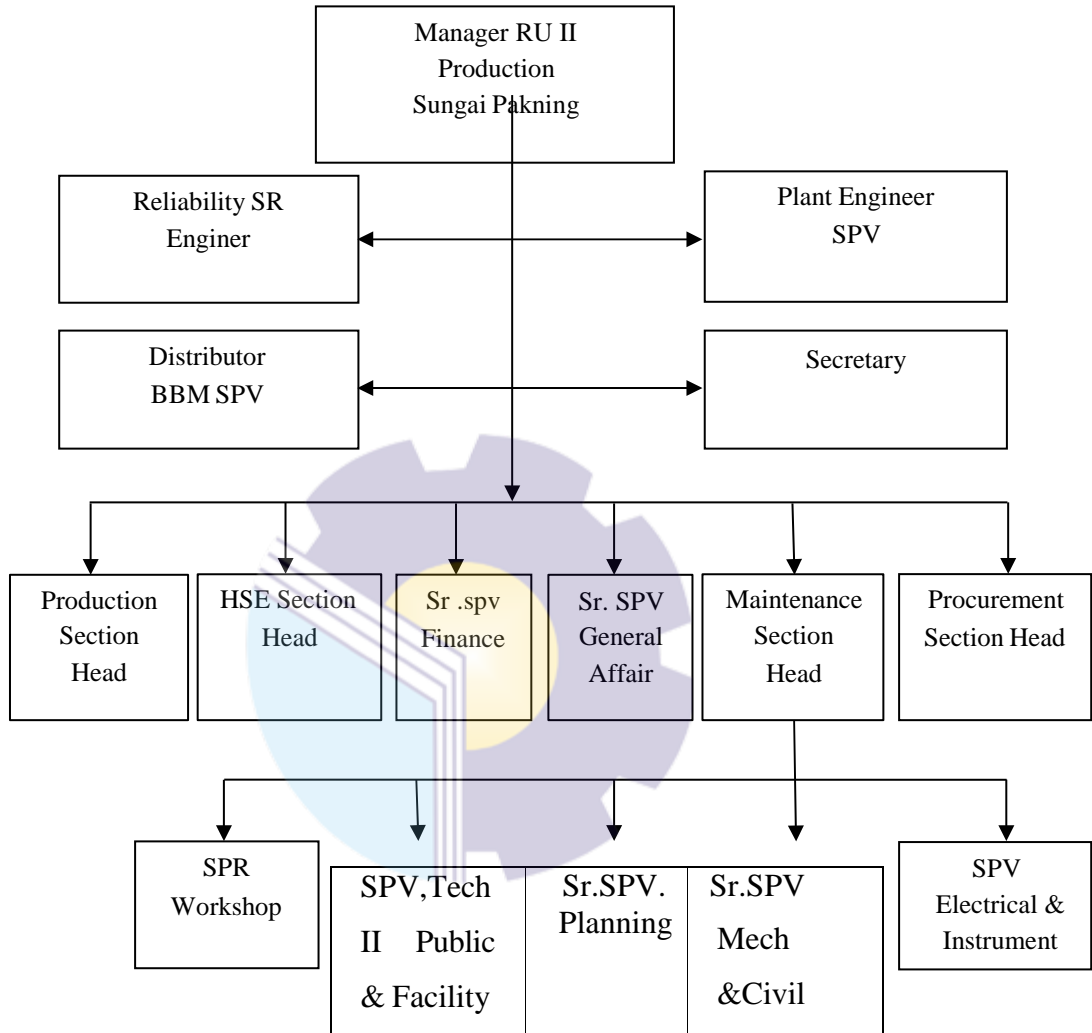 Manager RU II
Production
Sungai Pakning
Reliability SR
Enginer
Plant Engineer
SPV
Distributor
BBM SPV
Secretary
Production
Section
Head
HSE Section
Head
Sr .spv
Finance
Sr. SPV
General
Affair
Maintenance
Section
Head
Procurement
Section Head
SPR
Workshop
SPV,Tech
II Public
& Facility
Sr.SPV.
Planning
Sr.SPV
Mech
&Civil
SPV
Electrical &
Instrument